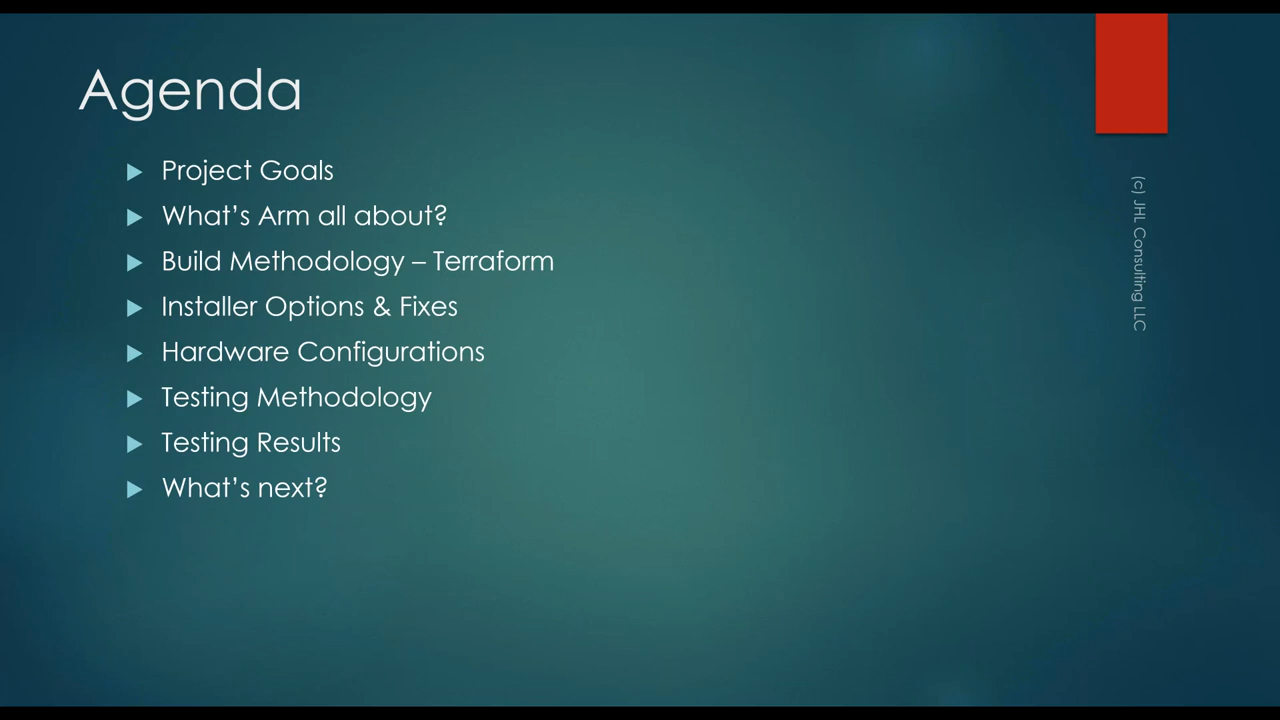 Agenda
Project Goals
What’s Arm all about?
Build Methodology – Terraform
Installer Options & Fixes
Hardware Configurations
Testing Methodology
Testing Results
What’s next?
(c) JHL Consulting LLC